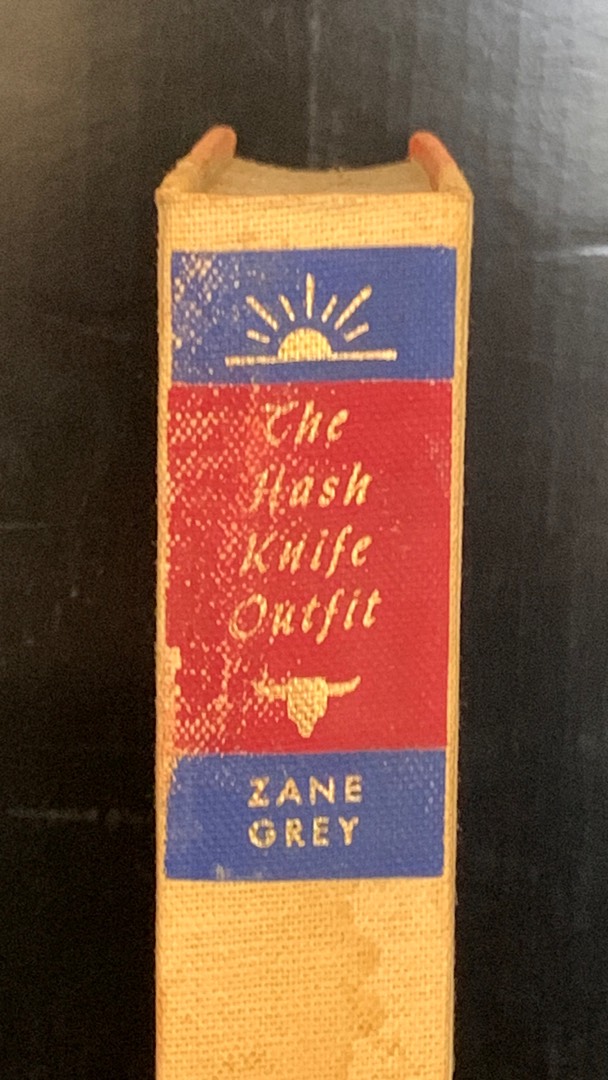 The
Hash
Knife
Outfit
ZANE
GREY